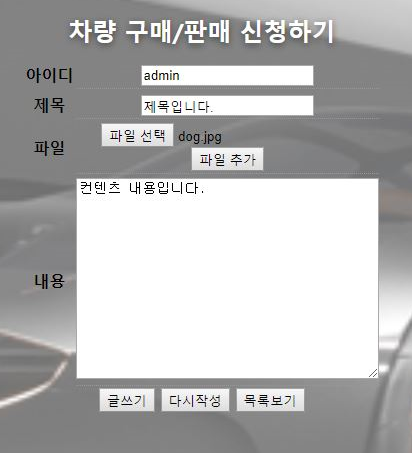 차량 구매/판매 신청하기
아이디 admin
제목 제목입니다.
파일 파일 선택 dog.jpg
파일 추가
내용 컨텐츠 내용입니다.
글쓰기 다시작성 목록보기